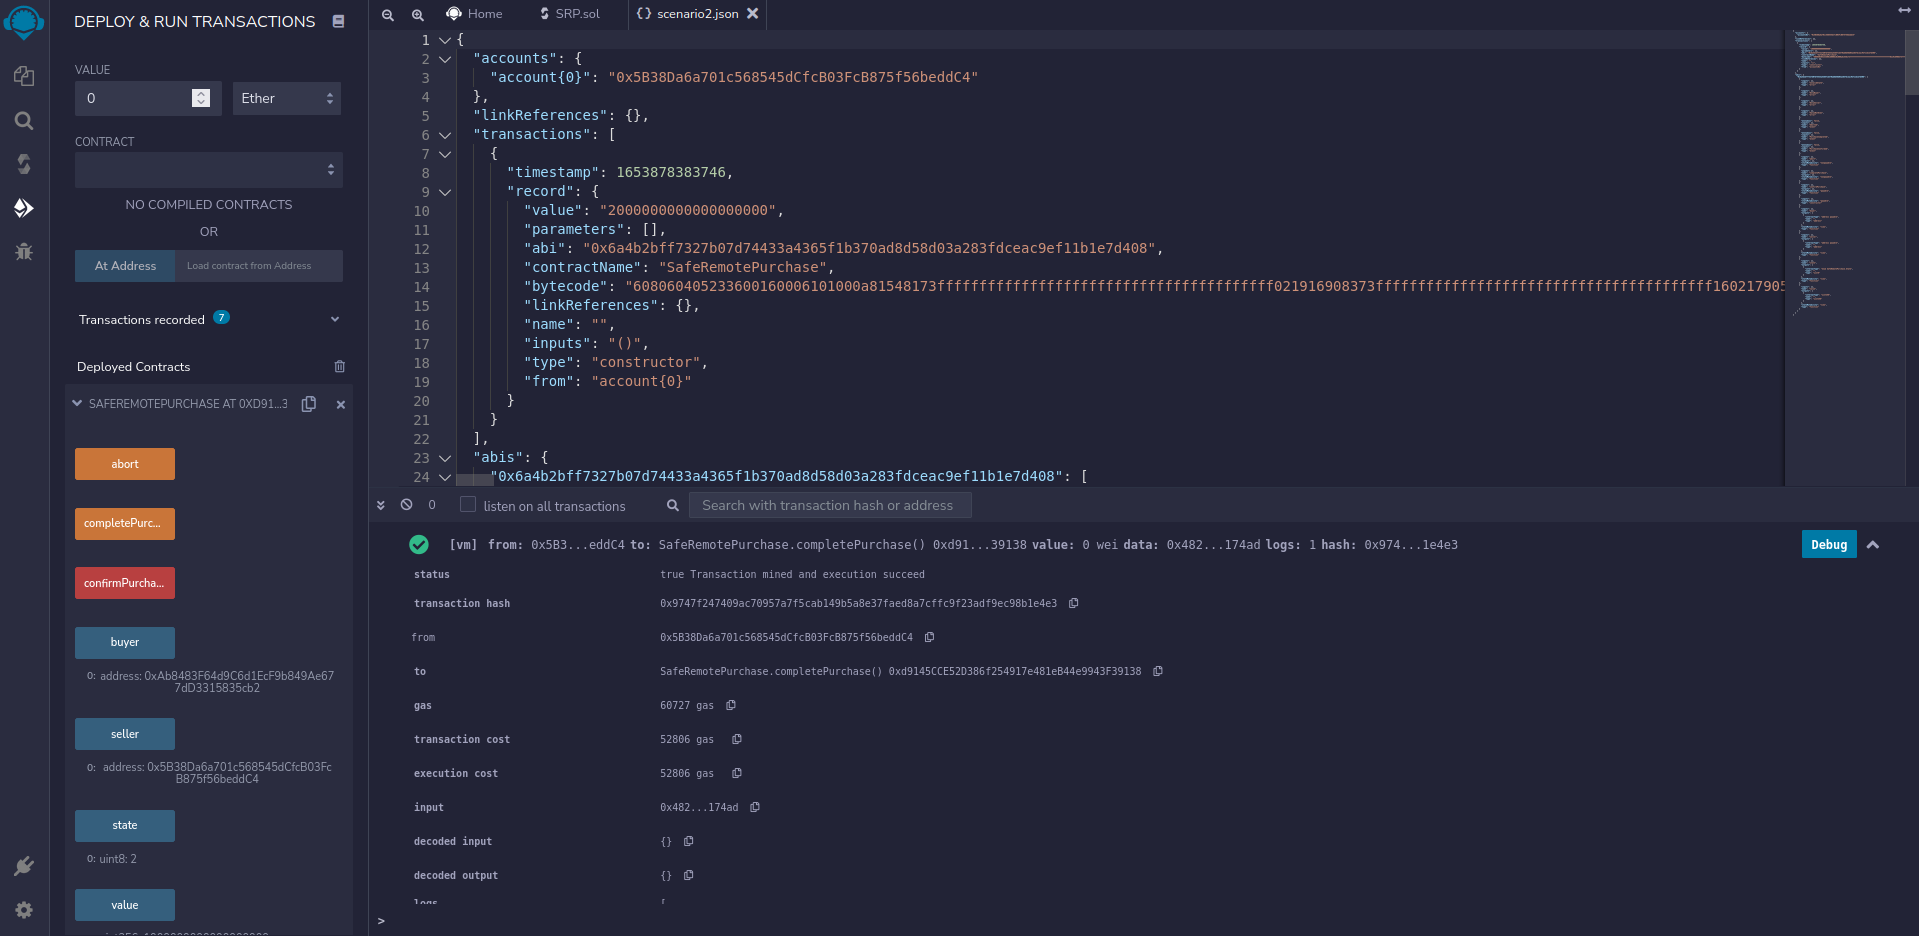 DEPLOY & RUN TRANSACTIONS
VALUE
0
Ether
CONTRACT
NO COMPILED CONTRACTS
OR
At Address
Load contract from Address
Transactions recorded 7
Deployed Contracts
SAFEREMOTEPURCHASE AT 0XD91...3
abort
completePurc...
confirmPurcha...
buyer
0: address: 0xAb8483F64d9C6d1EcF9b849Ae67
7dD3315835cb2
seller
0: address: 0x5B38Da6a701c568545dCfcB03Fc
B875f56beddC4
state
0: uint8: 2
value
Home
SRP.sol
{} scenario2.json
1 {
2 "accounts": {
3 "account{0}": "0x5B38Da6a701c568545dCfcB03FcB875f56beddC4"
4 },
5 "linkReferences": {},
6 "transactions": [
7 {
8 "timestamp": 1653878383746,
9 "record": {
10 "value": "2000000000000000000",
11 "parameters": [],
12 "abi": "0x6a4b2bff7327b07d74433a4365f1b370ad8d58d03a283fdceac9ef11b1e7d408",
13 "contractName": "SafeRemotePurchase",
14 "bytecode": "608060405233600160006101000a81548173ffffffffffffffffffffffffffffffffffffffff021916908373ffffffffffffffffffffffffffffffffffffffff160217905
15 "linkReferences": {},
16 "name": "",
17 "inputs": "()",
18 "type": "constructor",
19 "from": "account{0}"
20 }
21 }
22 ],
23 "abis": {
24 "0x6a4b2bff7327b07d74433a4365f1b370ad8d58d03a283fdceac9ef11b1e7d408": [
0
listen on all transactions
Search with transaction hash or address
[vm] from: 0x5B3...eddC4 to: SafeRemotePurchase.completePurchase() 0xd91...39138 value: 0 wei data: 0x482...174ad logs: 1 hash: 0x974...1e4e3
Debug
status true Transaction mined and execution succeed
transaction hash 0x9747f247409ac70957a7f5cab149b5a8e37faed8a7cffc9f23adf9ec98b1e4e3
from 0x5B38Da6a701c568545dCfcB03FcB875f56beddC4
to SafeRemotePurchase.completePurchase() 0xd9145CCE52D386f254917e481eB44e9943F39138
gas 60727 gas
transaction cost 52806 gas
execution cost 52806 gas
input 0x482...174ad
decoded input {}
decoded output {}
logs [
>